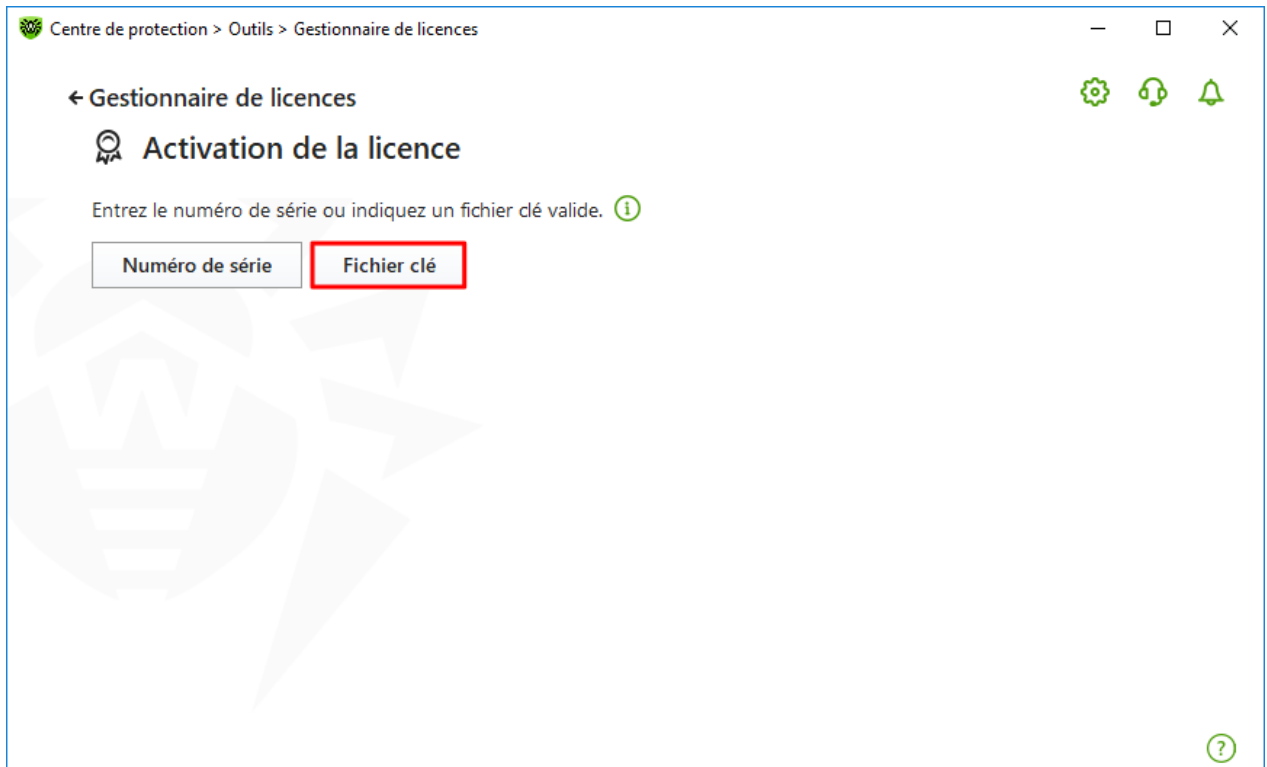 Centre de protection > Outils > Gestionnaire de licences
Gestionnaire de licences
Activation de la licence
Entrez le numéro de série ou indiquez un fichier clé valide.
Numéro de série Fichier clé